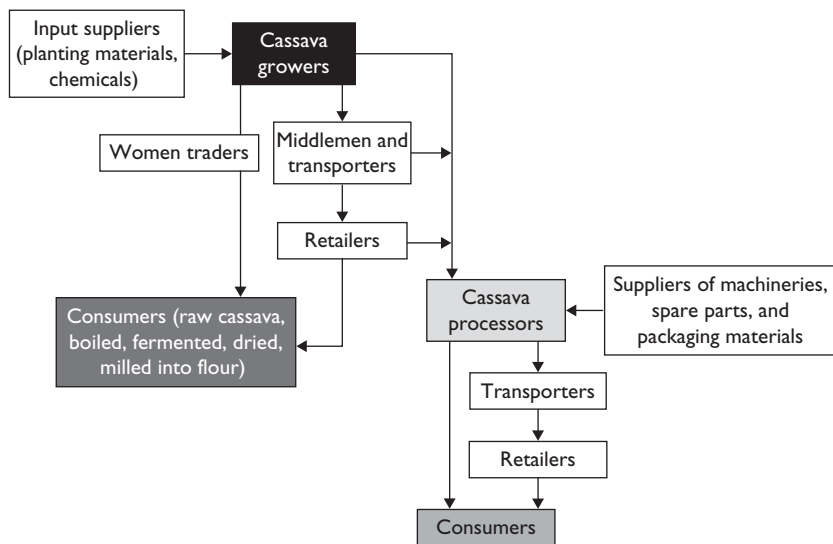 Input suppliers
(planting materials,
chemicals)
Cassava
growers
Women traders
Middlemen and
transporters
Retailers
Consumers (raw cassava,
boiled, fermented, dried,
milled into flour)
Cassava
processors
Suppliers of machineries,
spare parts, and
packaging materials
Transporters
Retailers
Consumers